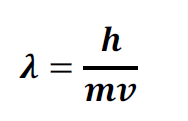 λ = h / mv